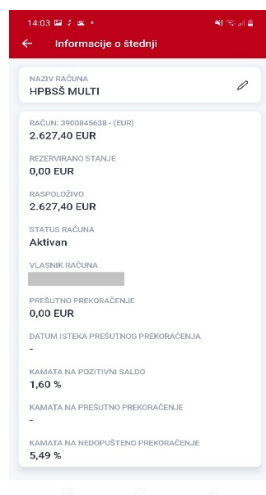 14:03
Informacije o štednji
NAZIV RAČUNA
HPBSŠ MULTI
RAČUN: 3900845638 - (EUR)
2.627,40 EUR
REZERVIRANO STANJE
0,00 EUR
RASPOLOŽIVO
2.627,40 EUR
STATUS RAČUNA
Aktivan
VLASNIK RAČUNA
PREŠUTNO PREKORAČENJE
0,00 EUR
DATUM ISTEKA PREŠUTNOG PREKORAČENJA
-
KAMATA NA POZITIVNI SALDO
1,60 %
KAMATA NA PREŠUTNO PREKORAČENJE
-
KAMATA NA NEDOPUŠTENO PREKORAČENJE
5,49 %